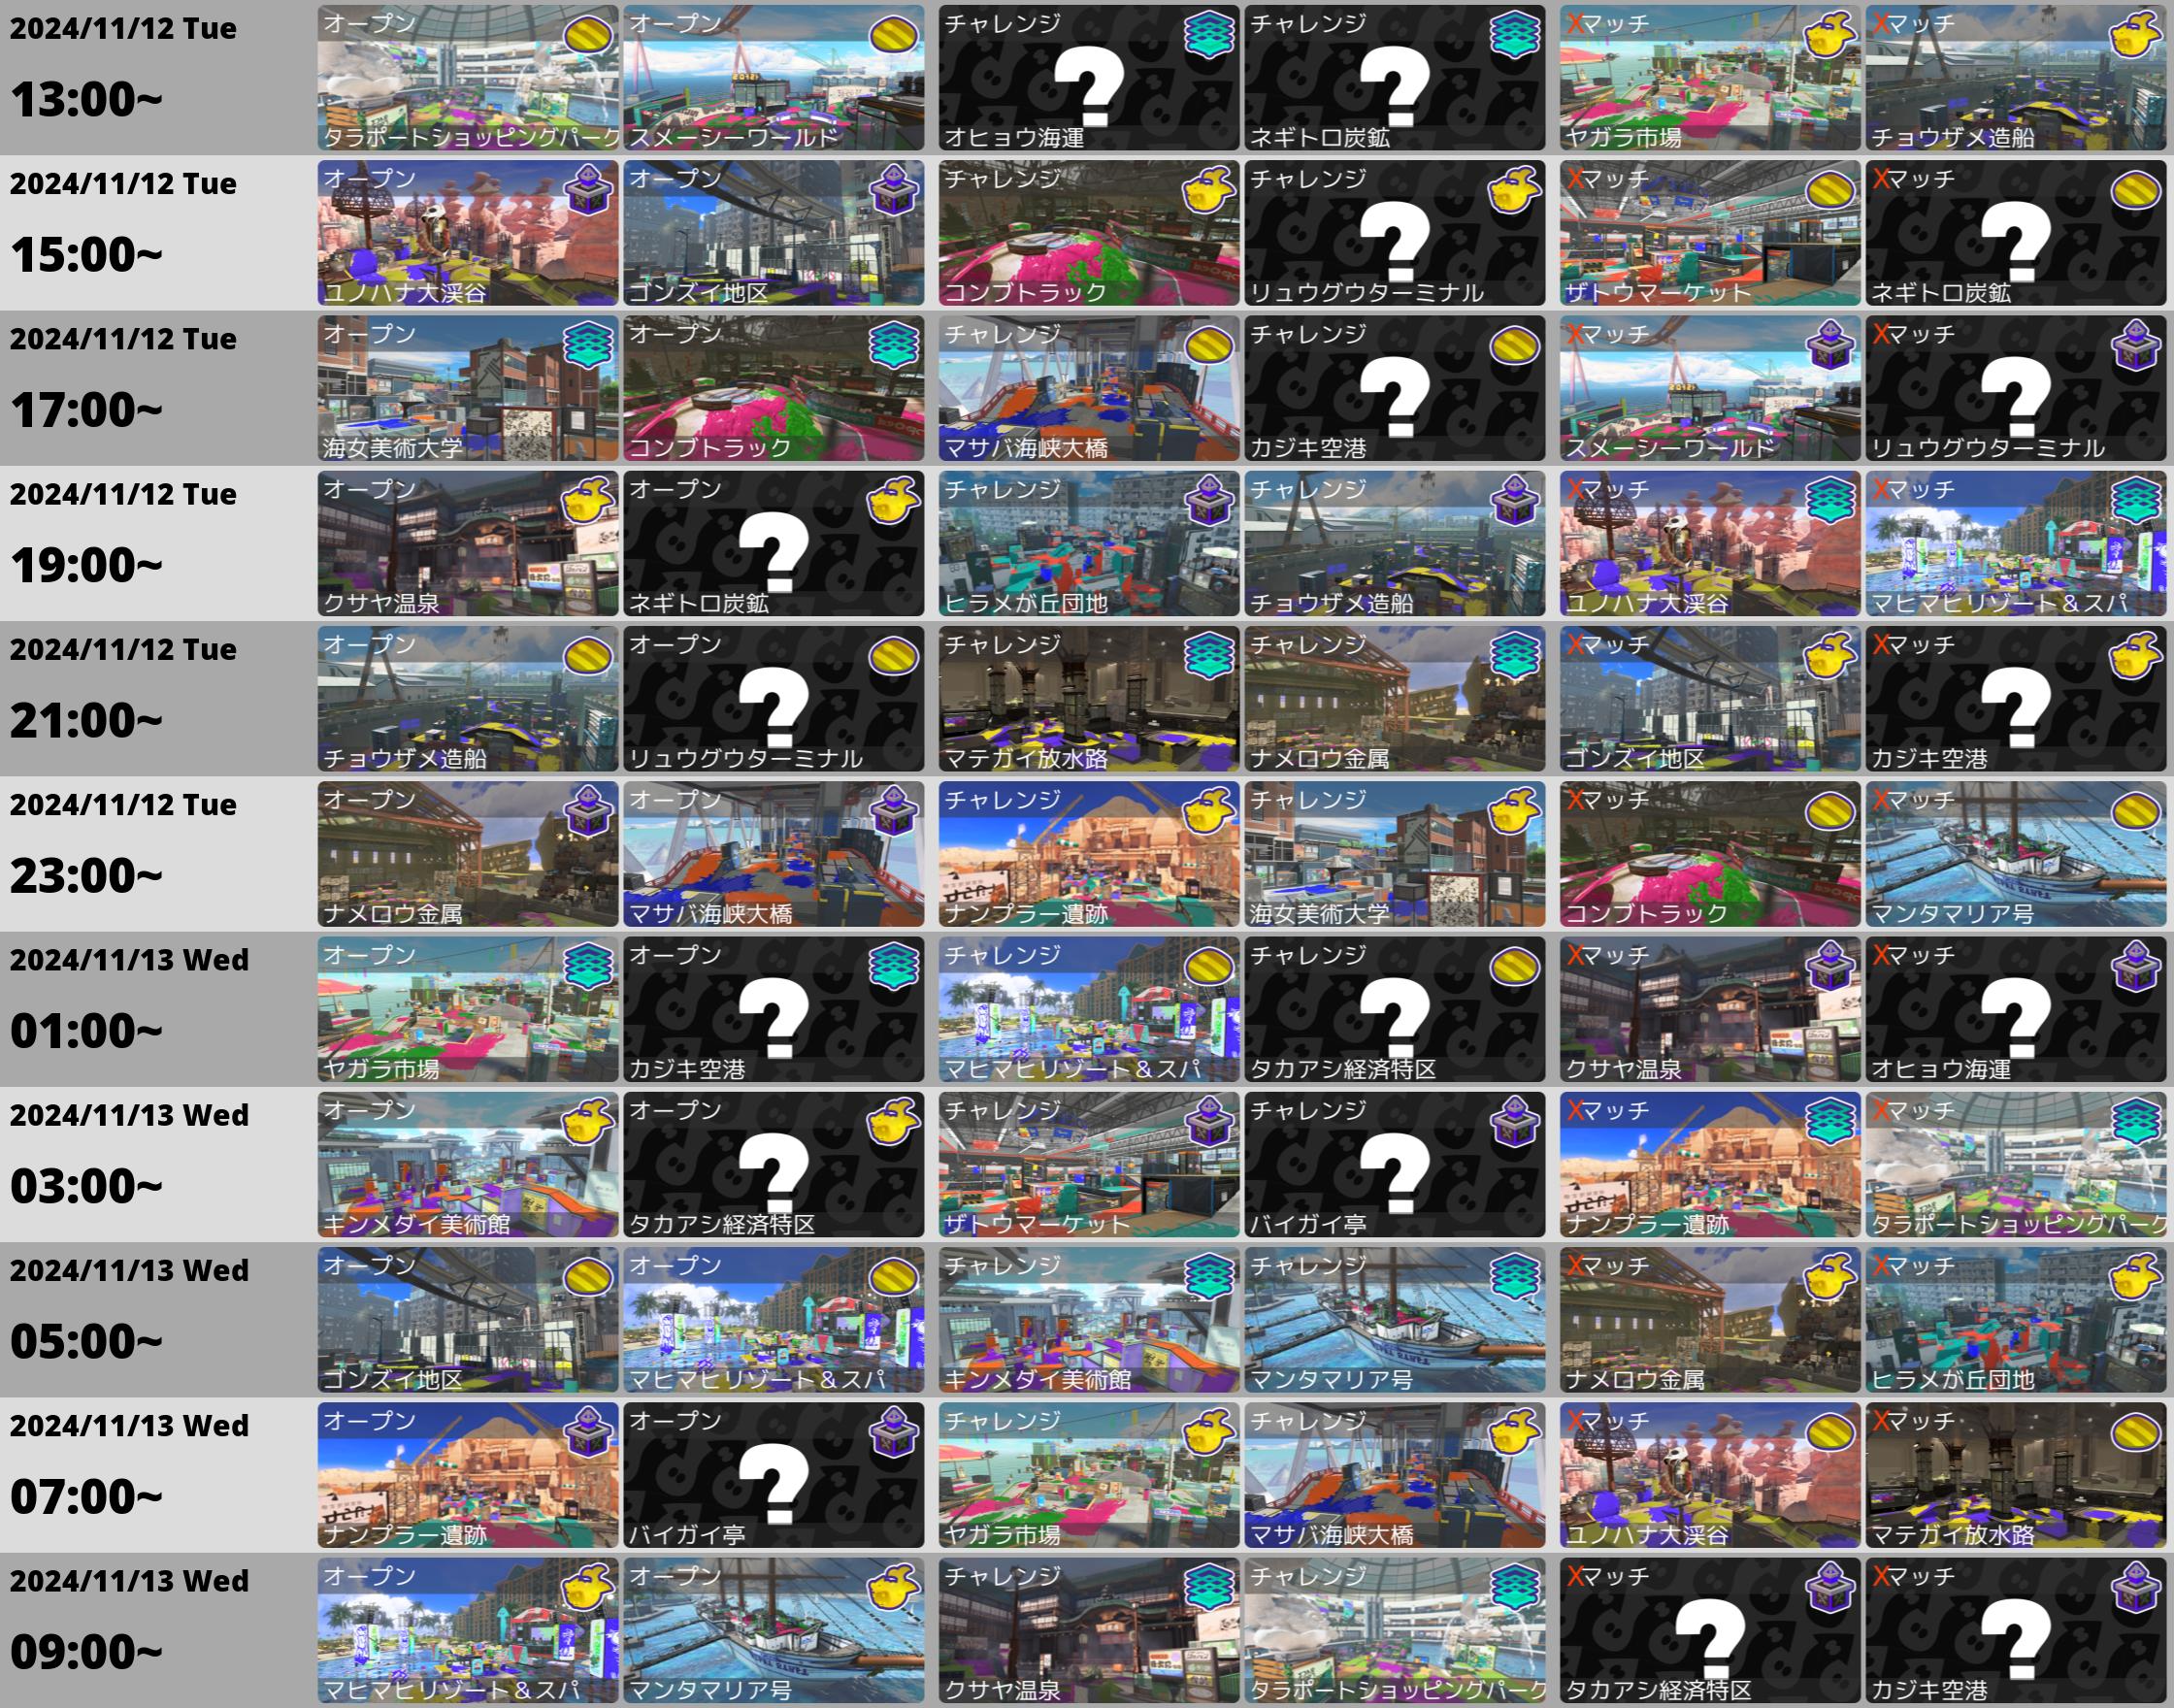 2024/11/12 Tue
13:00~
オープン
タラポートショッピングパーク
オープン
スメーシーワールド
チャレンジ
オヒョウ海運
チャレンジ
ネギトロ炭鉱
Xマッチ
ヤガラ市場
Xマッチ
チョウザメ造船
2024/11/12 Tue
15:00~
オープン
ユノハナ大渓谷
オープン
ゴンズイ地区
チャレンジ
コンブトラック
チャレンジ
リュウグウターミナル
Xマッチ
ザトウマーケット
Xマッチ
ネギトロ炭鉱
2024/11/12 Tue
17:00~
オープン
海女美術大学
オープン
コンブトラック
チャレンジ
マサバ海峡大橋
チャレンジ
カジキ空港
Xマッチ
スメーシーワールド
Xマッチ
リュウグウターミナル
2024/11/12 Tue
19:00~
オープン
クサヤ温泉
オープン
ネギトロ炭鉱
チャレンジ
ヒラメが丘団地
チャレンジ
チョウザメ造船
Xマッチ
ユノハナ大渓谷
Xマッチ
マヒマヒリゾート&スパ
2024/11/12 Tue
21:00~
オープン
チョウザメ造船
オープン
リュウグウターミナル
チャレンジ
マテガイ放水路
チャレンジ
ナメロウ金属
Xマッチ
ゴンズイ地区
Xマッチ
カジキ空港
2024/11/12 Tue
23:00~
オープン
ナメロウ金属
オープン
マサバ海峡大橋
チャレンジ
ナンプラー遺跡
チャレンジ
海女美術大学
Xマッチ
コンブトラック
Xマッチ
マンタマリア号
2024/11/13 Wed
01:00~
オープン
ヤガラ市場
オープン
カジキ空港
チャレンジ
マヒマヒリゾート&スパ
チャレンジ
タカアシ経済特区
Xマッチ
クサヤ温泉
Xマッチ
オヒョウ海運
2024/11/13 Wed
03:00~
オープン
キンメダイ美術館
オープン
タカアシ経済特区
チャレンジ
ザトウマーケット
チャレンジ
バイガイ亭
Xマッチ
ナンプラー遺跡
Xマッチ
タラポートショッピングパーク
2024/11/13 Wed
05:00~
オープン
ゴンズイ地区
オープン
マヒマヒリゾート&スパ
チャレンジ
キンメダイ美術館
チャレンジ
マンタマリア号
Xマッチ
ナメロウ金属
Xマッチ
ヒラメが丘団地
2024/11/13 Wed
07:00~
オープン
ナンプラー遺跡
オープン
バイガイ亭
チャレンジ
ヤガラ市場
チャレンジ
マサバ海峡大橋
Xマッチ
ユノハナ大渓谷
Xマッチ
マテガイ放水路
2024/11/13 Wed
09:00~
オープン
マヒマヒリゾート&スパ
オープン
マンタマリア号
チャレンジ
クサヤ温泉
チャレンジ
タラポートショッピングパーク
Xマッチ
タカアシ経済特区
Xマッチ
カジキ空港